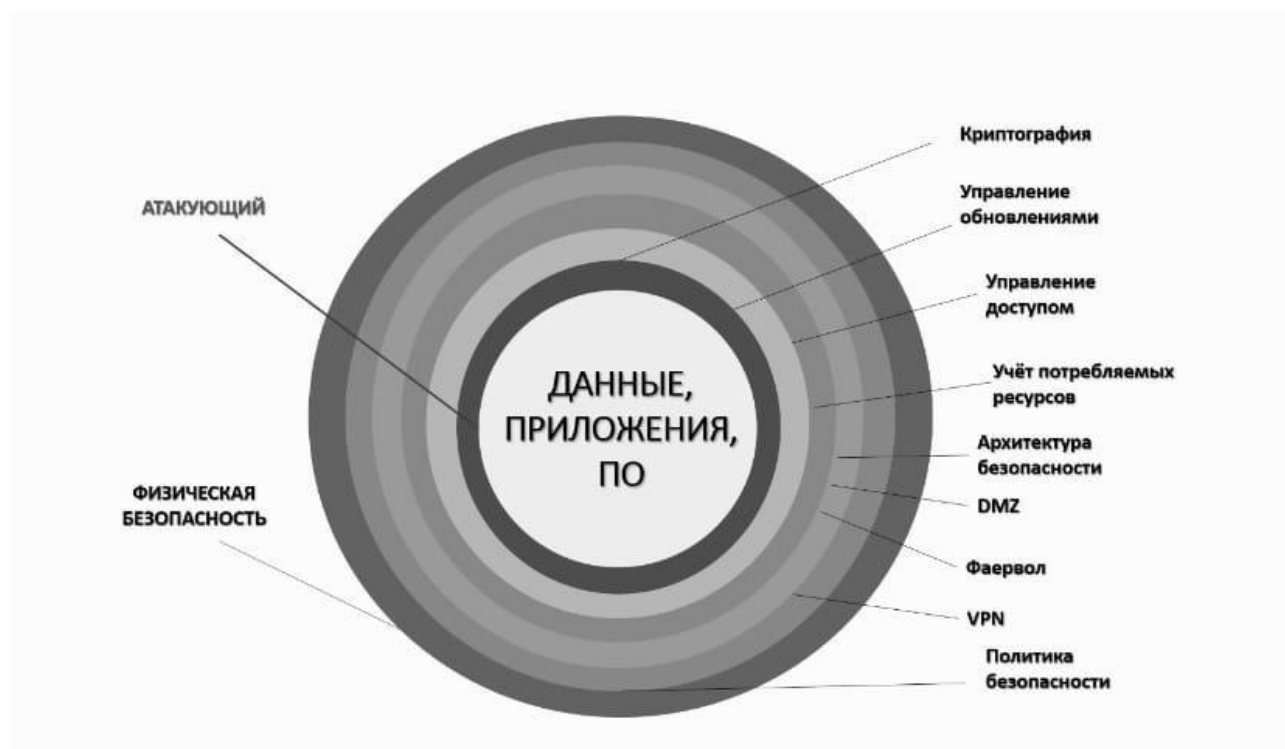 Криптография
Управление
обновлениями
АТАКУЮЩИЙ
Управление
доступом
ДАННЫЕ,
ПРИЛОЖЕНИЯ,
ПО
Учёт потребляемых
ресурсов
Архитектура
безопасности
ФИЗИЧЕСКАЯ
БЕЗОПАСНОСТЬ
DMZ
Фаервол
VPN
Политика
безопасности